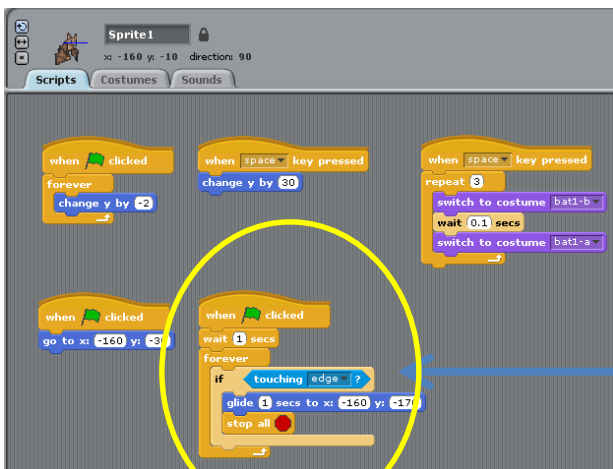 Sprite1
x: -160 y: -10 direction: 90
Scripts Costumes Sounds
when clicked
forever
change y by -2
when space key pressed
change y by 30
when space key pressed
repeat 3
switch to costume bat1-b
wait 0.1 secs
switch to costume bat1-a
when clicked
go to x: -160 y: -30
when clicked
wait 1 secs
forever
if touching edge ?
glide 1 secs to x: -160 y: -170
stop all